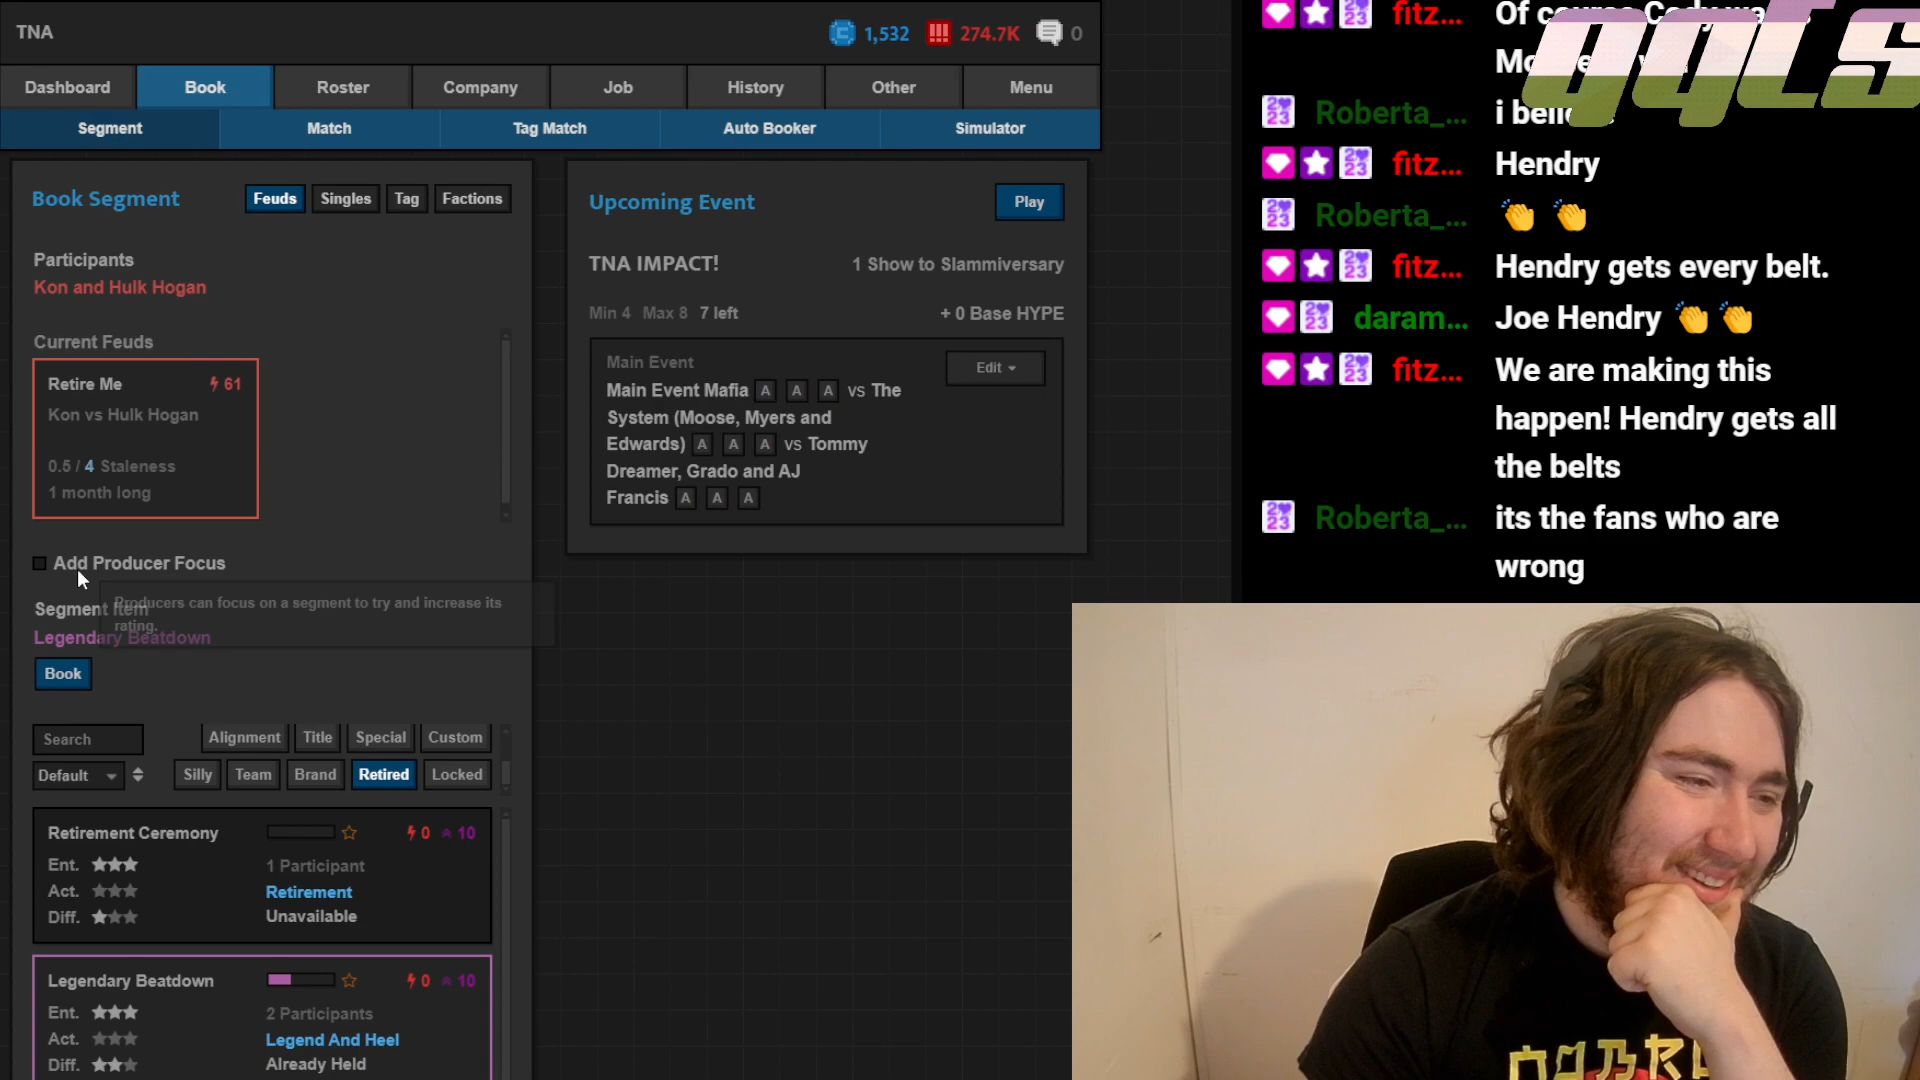 TNA
1,532
274.7K
0
Dashboard
Book
Roster
Company
Job
History
Other
Menu
Segment
Match
Tag Match
Auto Booker
Simulator
Book Segment
Feuds
Singles
Tag
Factions
Participants
Kon and Hulk Hogan
Current Feuds
Retire Me
61
Kon vs Hulk Hogan
0.5 / 4 Staleness
1 month long
Add Producer Focus
Producers can focus on a segment to try and increase its
rating.
Segment Item
Legendary Beatdown
Book
Search
Alignment
Title
Special
Custom
Default
Silly
Team
Brand
Retired
Locked
Retirement Ceremony
0
10
Ent.
1 Participant
Act.
Retirement
Diff.
Unavailable
Legendary Beatdown
0
10
Ent.
2 Participants
Act.
Legend And Heel
Diff.
Already Held
Upcoming Event
Play
TNA IMPACT!
1 Show to Slammiversary
Min 4 Max 8 7 left
+ 0 Base HYPE
Main Event
Edit
Main Event Mafia A A A vs The
System (Moose, Myers and
Edwards) A A A vs Tommy
Dreamer, Grado and AJ
Francis A A A
fitz... Of course Cody
Roberta_... i
fitz... Hendry
Roberta_... 👏 👏
fitz... Hendry gets every belt.
daram... Joe Hendry 👏 👏
fitz... We are making this
happen! Hendry gets all
the belts
Roberta_... its the fans who are
wrong